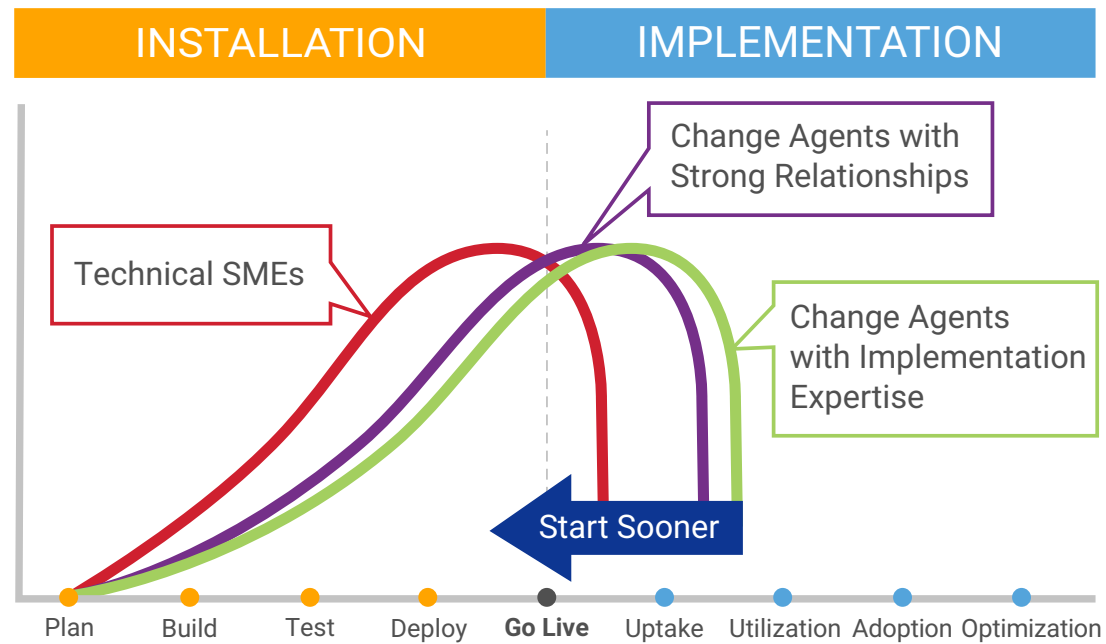 INSTALLATION
IMPLEMENTATION
Change Agents with
Strong Relationships
Technical SMEs
Change Agents
with Implementation
Expertise
Start Sooner
Plan
Build
Test
Deploy
Go Live
Uptake
Utilization
Adoption
Optimization